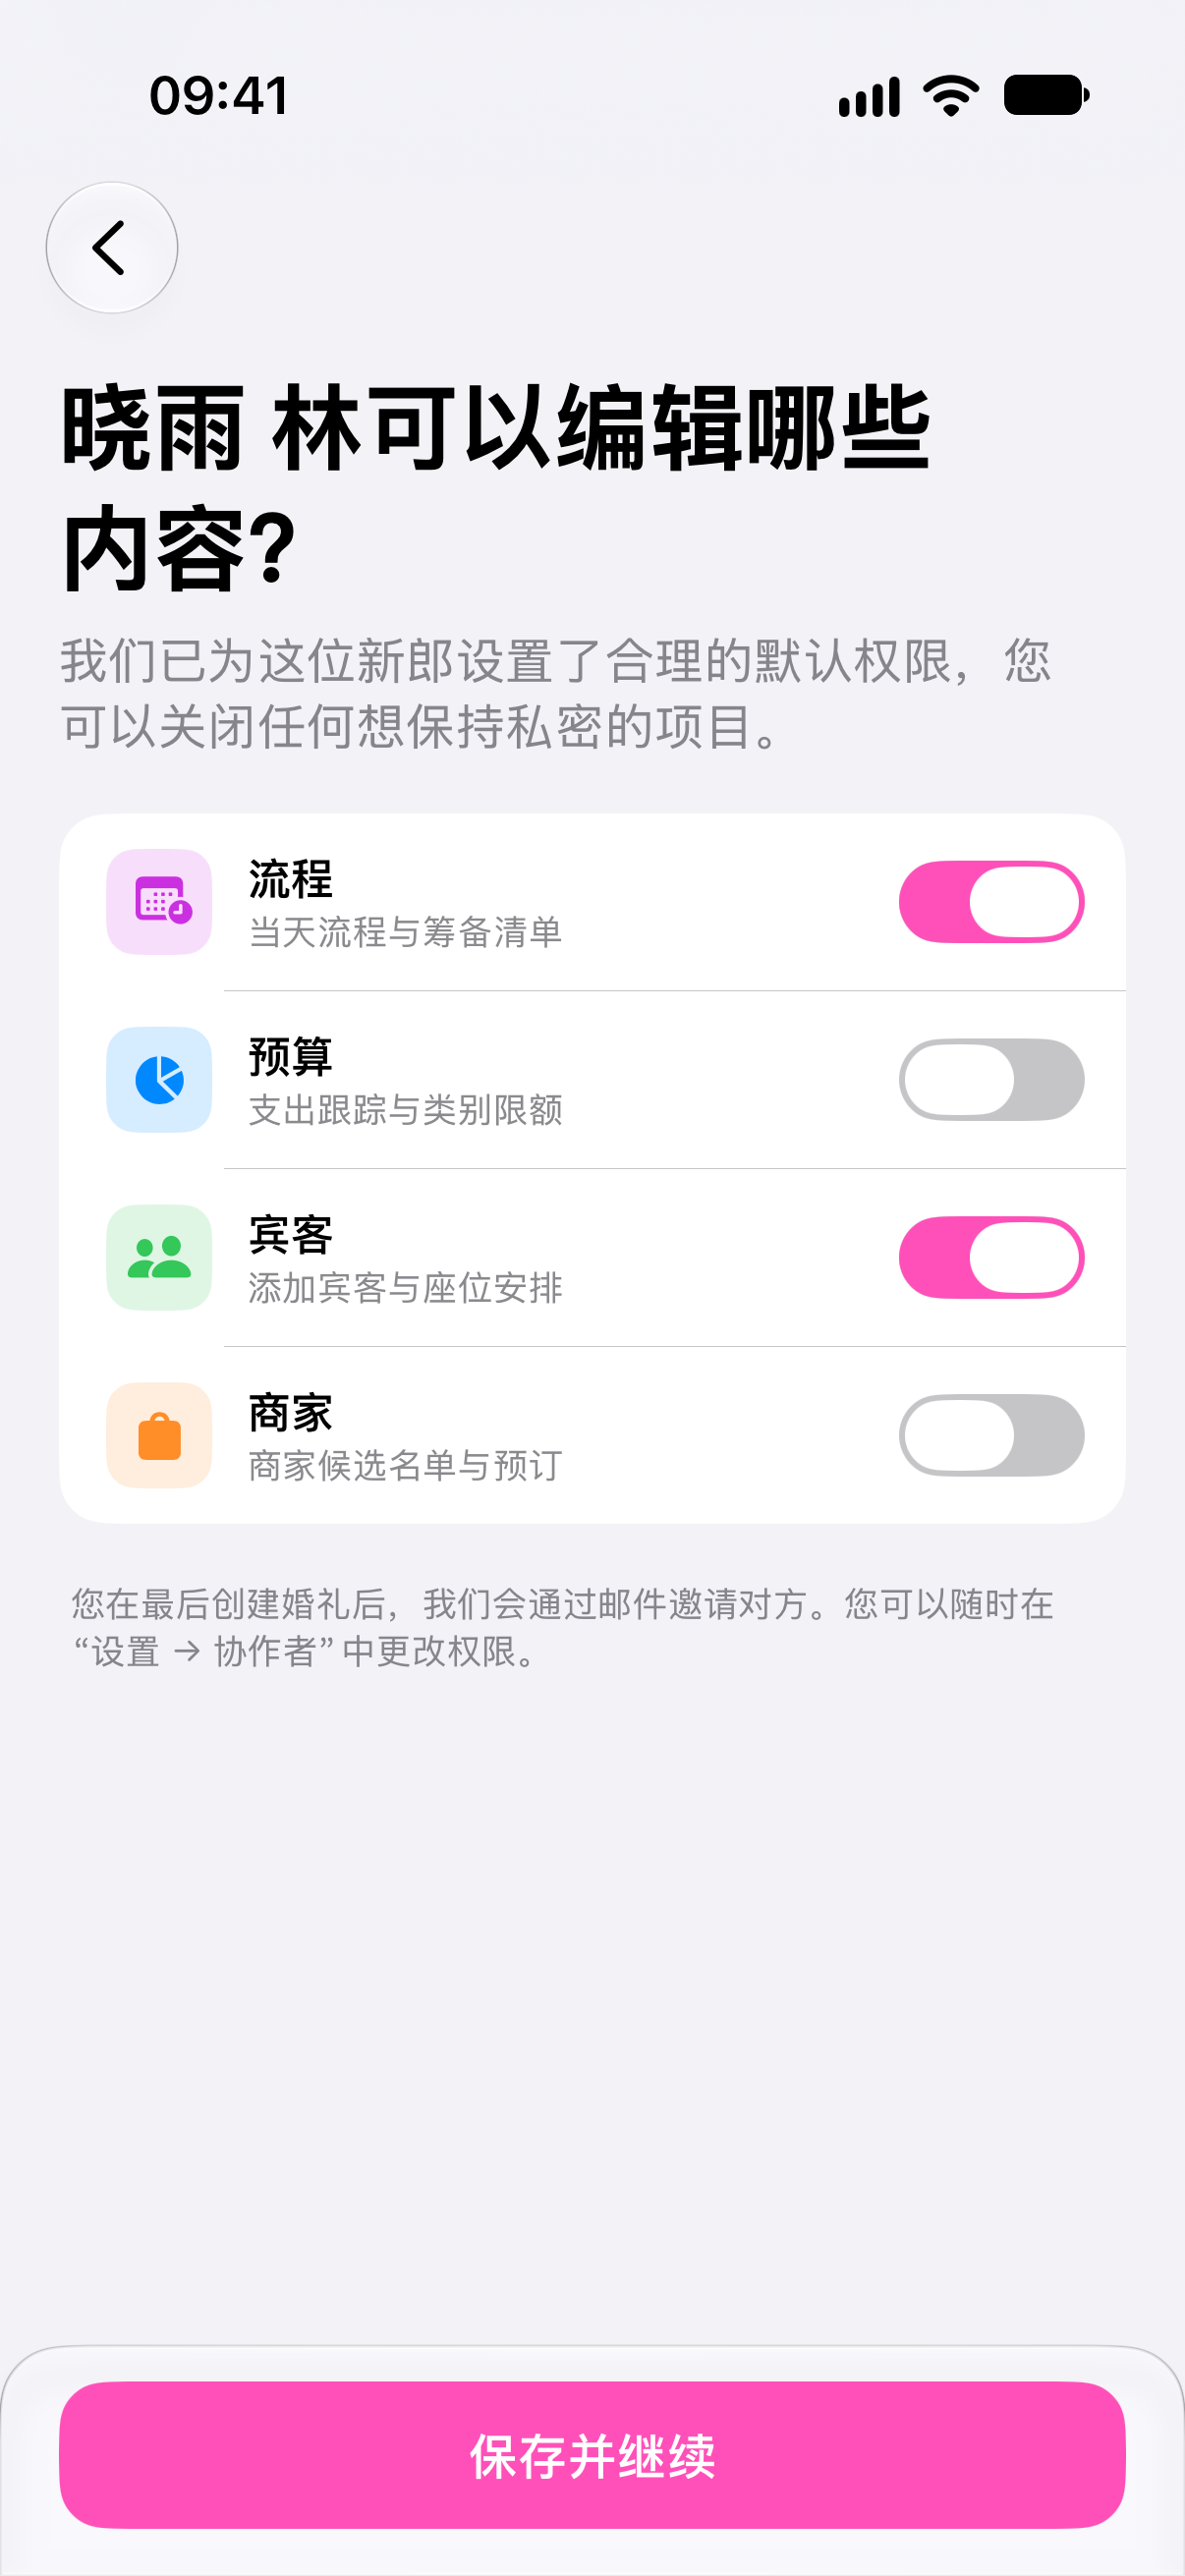 09:41
晓雨 林可以编辑哪些
内容?
我们已为这位新郎设置了合理的默认权限，您
可以关闭任何想保持私密的项目。
流程
当天流程与筹备清单
预算
支出跟踪与类别限额
宾客
添加宾客与座位安排
商家
商家候选名单与预订
您在最后创建婚礼后，我们会通过邮件邀请对方。您可以随时在
“设置 → 协作者” 中更改权限。
保存并继续